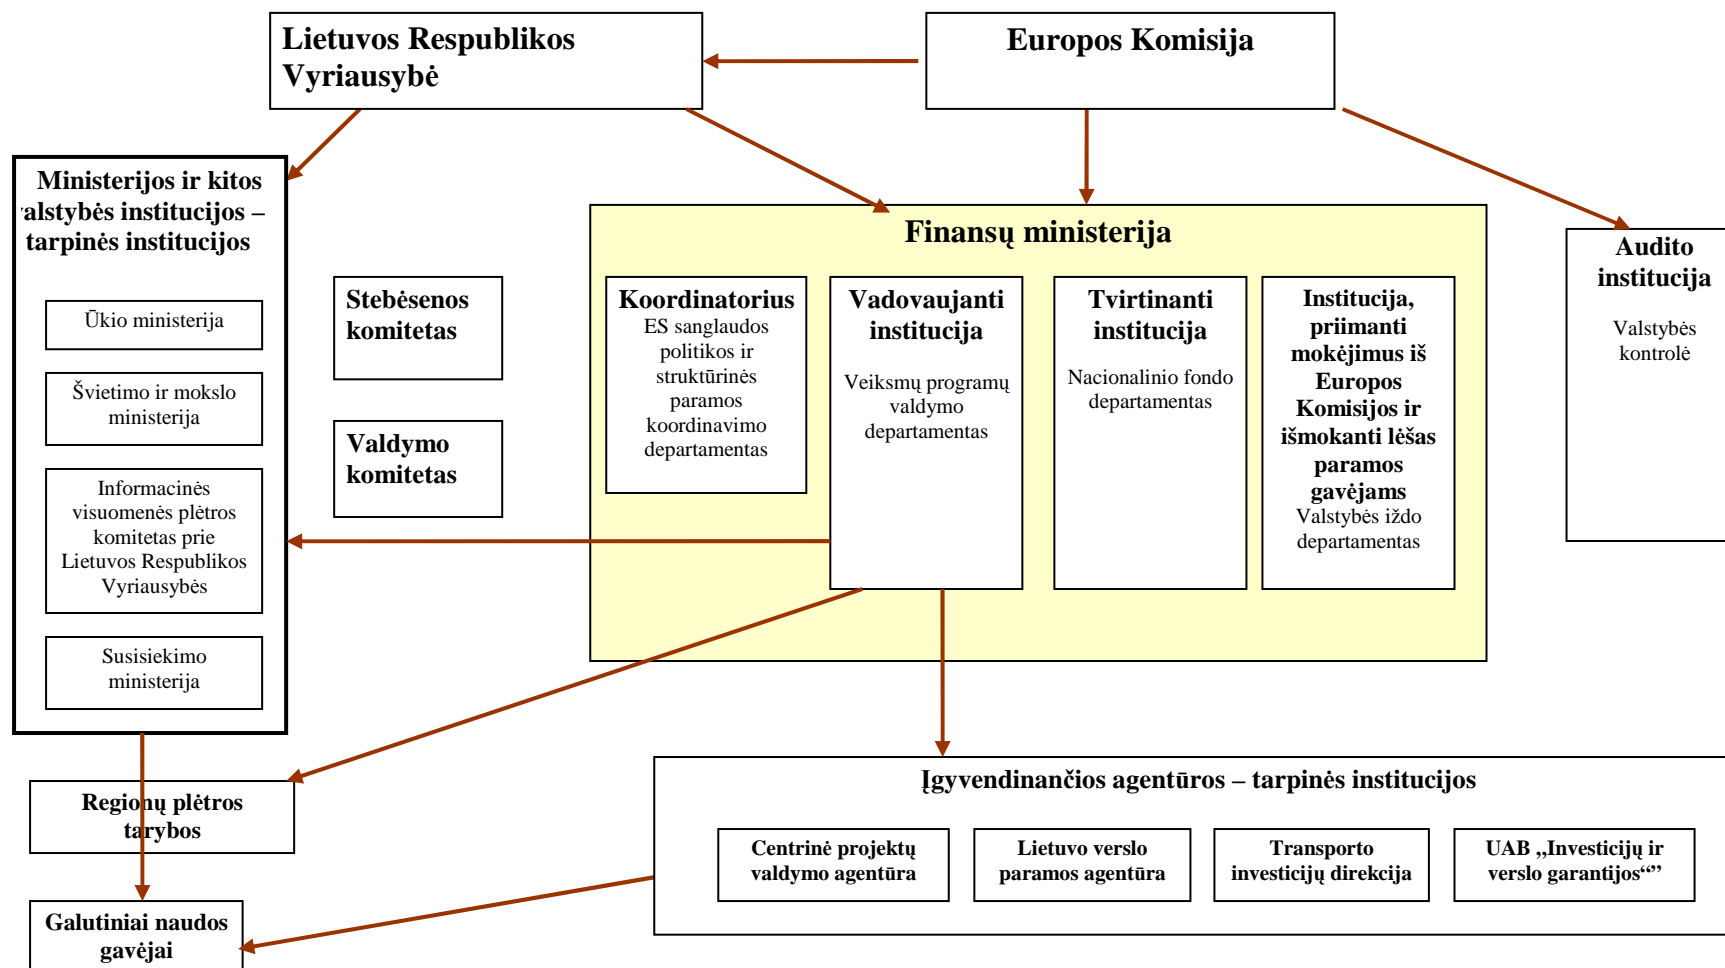 Lietuvos Respublikos
Vyriausybė
Europos Komisija
Ministerijos ir kitos
alstybės institucijos –
tarpinės institucijos
Ūkio ministerija
Švietimo ir mokslo
ministerija
Informacinės
visuomenės plėtros
komitetas prie
Lietuvos Respublikos
Vyriausybės
Susisiekimo
ministerija
Stebėsenos
komitetas
Valdymo
komitetas
Finansų ministerija
Koordinatorius
ES sanglaudos
politikos ir
struktūrinės
paramos
koordinavimo
departamentas
Vadovaujanti
institucija
Veiksmų programų
valdymo
departamentas
Tvirtinanti
institucija
Nacionalinio fondo
departamentas
Institucija,
priimanti
mokėjimus iš
Europos
Komisijos ir
išmokanti lėšas
paramos
gavėjams
Valstybės iždo
departamentas
Audito
institucija
Valstybės
kontrolė
Regionų plėtros
tarybos
Galutiniai naudos
gavėjai
Įgyvendinančios agentūros – tarpinės institucijos
Centrinė projektų
valdymo agentūra
Lietuvo verslo
paramos agentūra
Transporto
investicijų direkcija
UAB „Investicijų ir
verslo garantijos“”